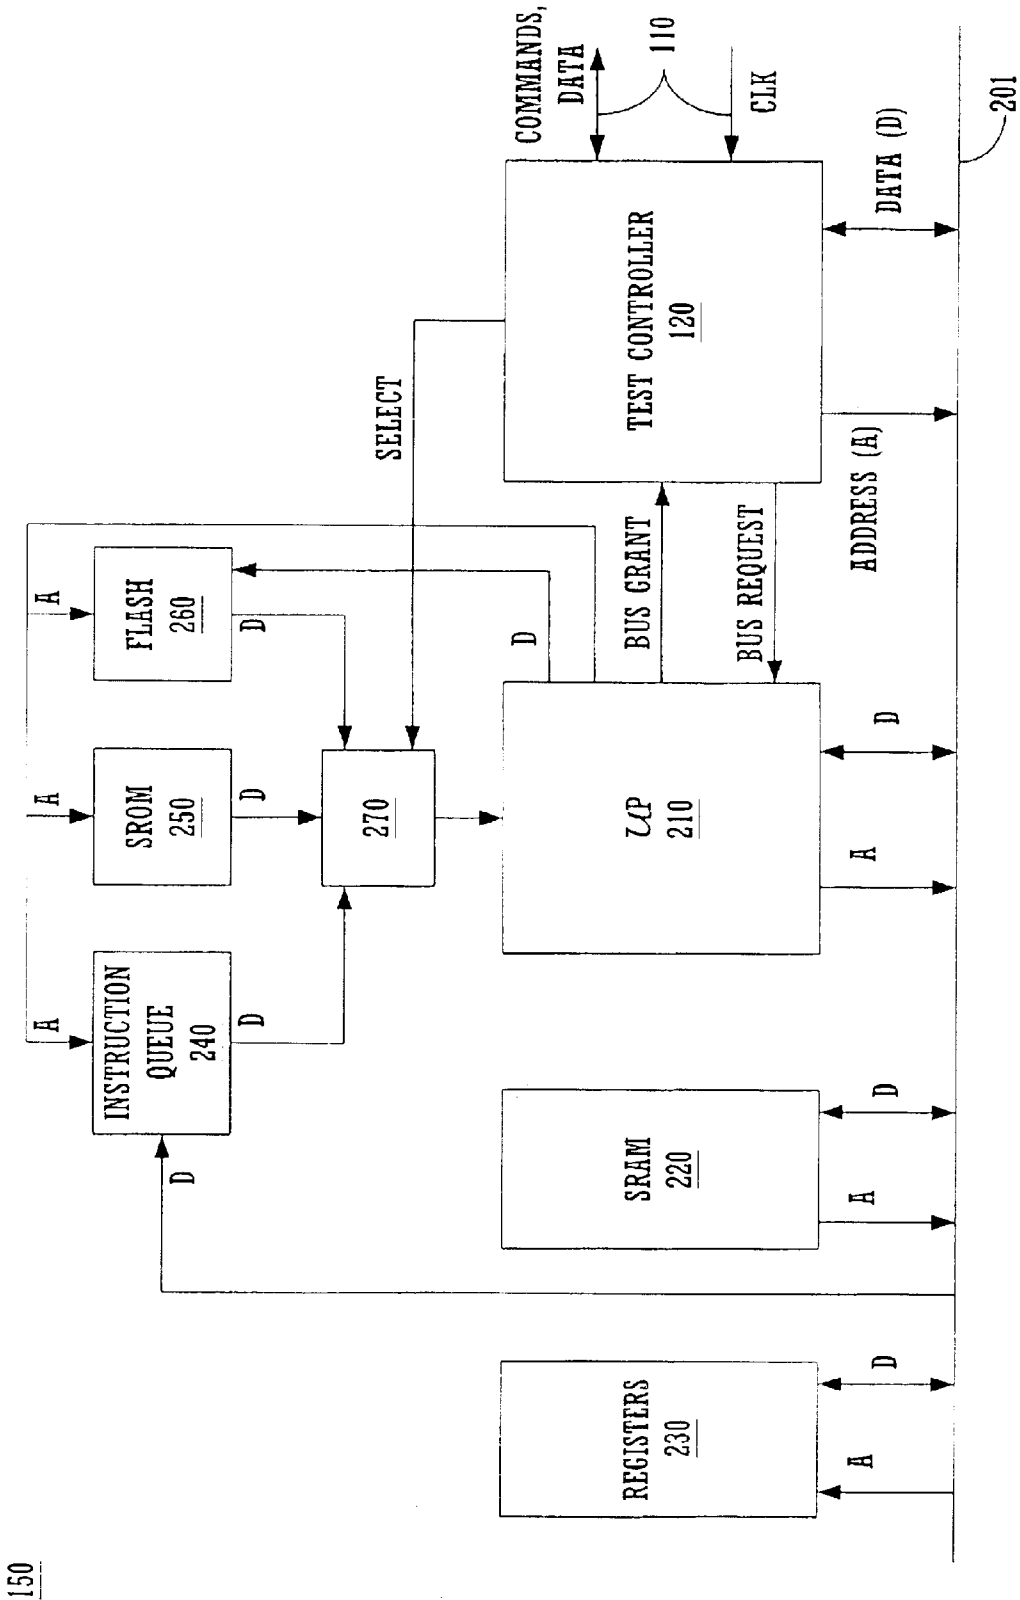 150
A
A
A
INSTRUCTION
QUEUE
240
SROM
250
FLASH
260
D
D
D
D
270
SELECT
D
COMMANDS,
DATA
110
CLK
REGISTERS
230
SRAM
220
UP
210
BUS GRANT
BUS REQUEST
TEST CONTROLLER
120
A
D
A
D
A
D
ADDRESS (A)
DATA (D)
201